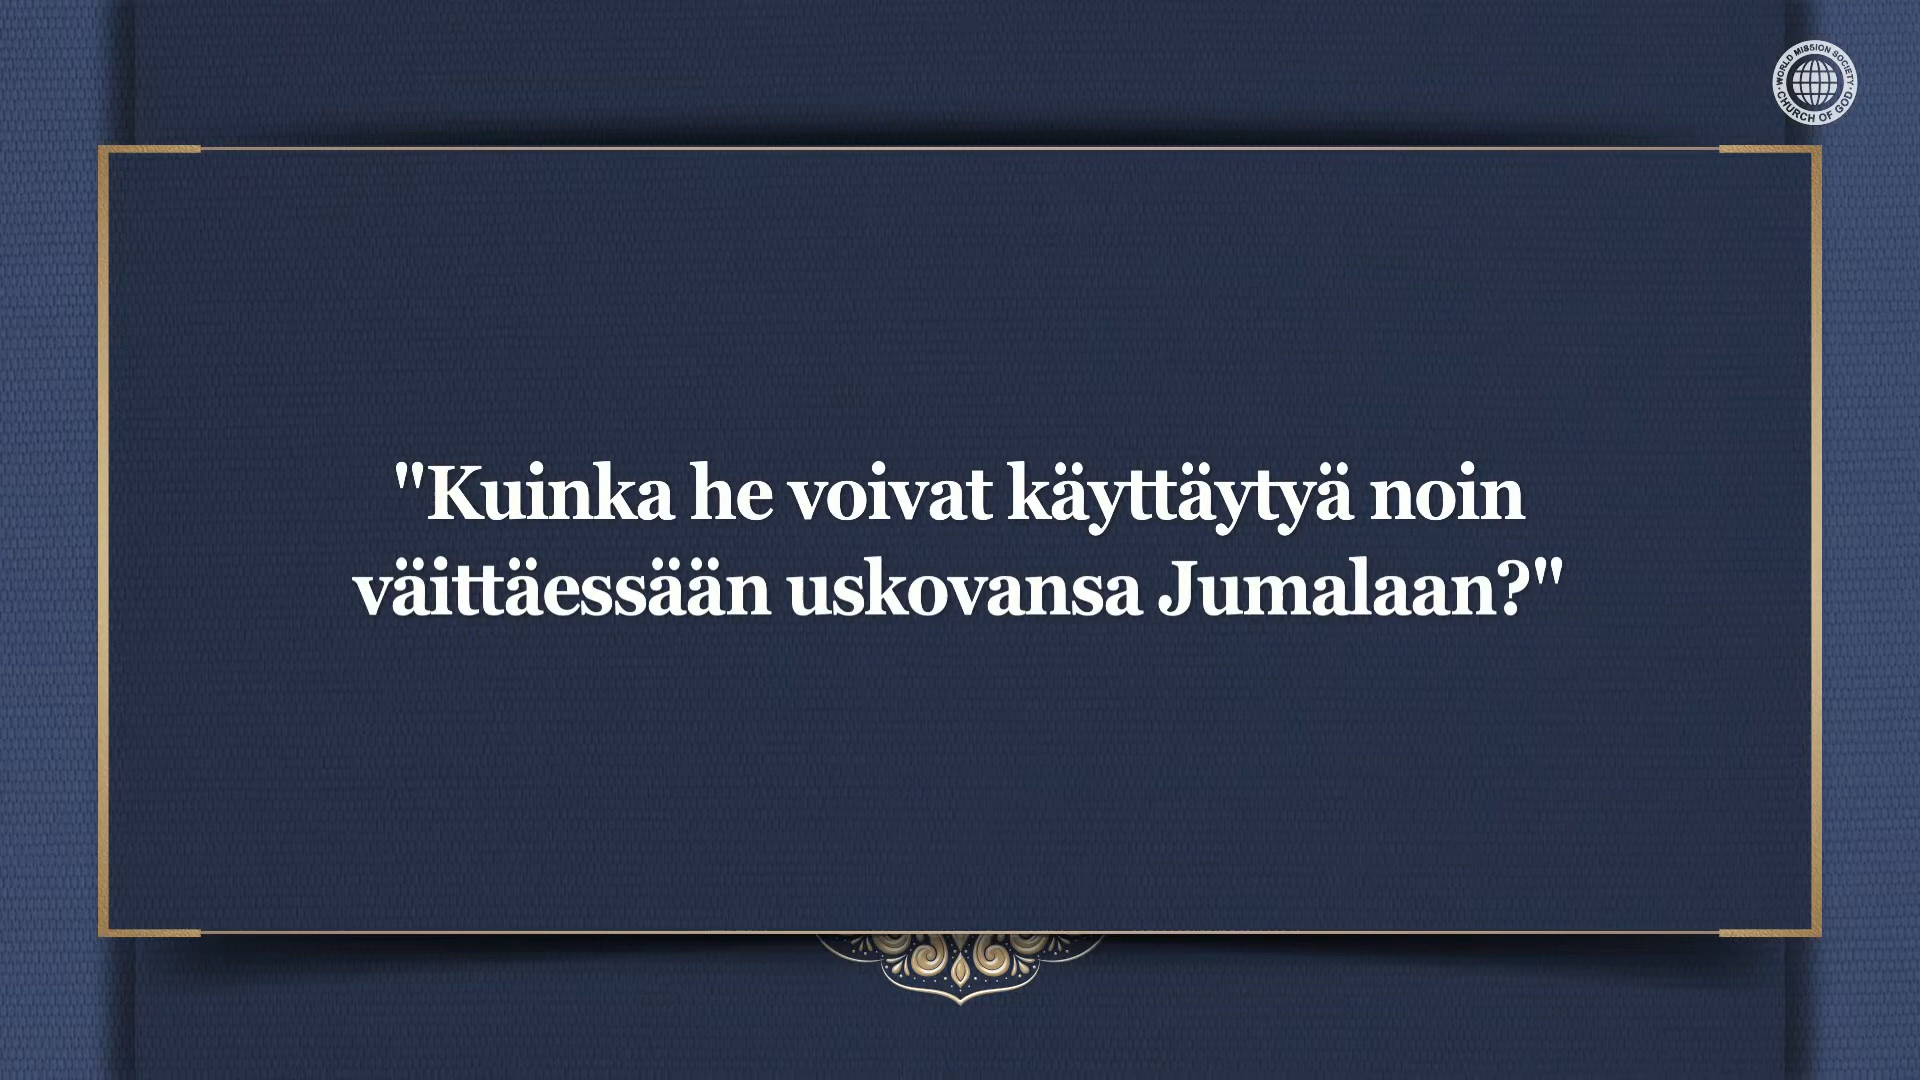 WORLD MISSION SOCIETY
CHURCH OF GOD
"Kuinka he voivat käyttäytyä noin
väittäessään uskovansa Jumalaan?"